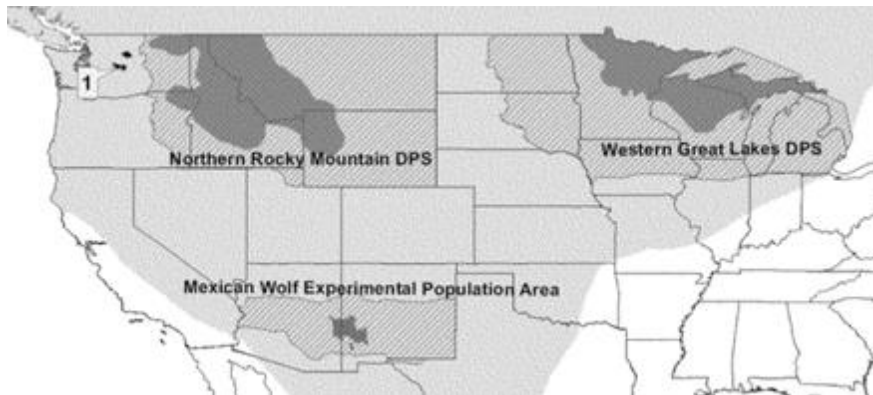 1
Northern Rocky Mountain DPS
Western Great Lakes DPS
Mexican Wolf Experimental Population Area